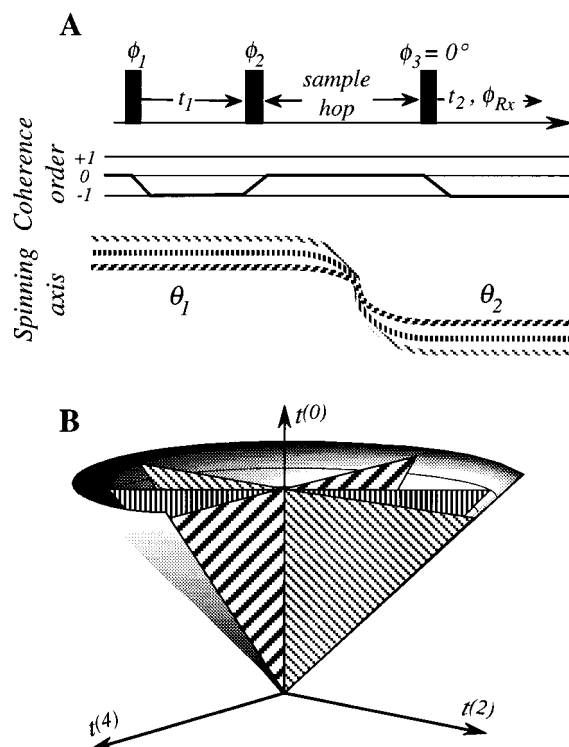 A
ϕ1 ϕ2 ϕ3 = 0°
t1 sample hop t2 , ϕRx
Coherence order
+1
0
-1
Spinning axis
θ1 θ2
B
t(0)
t(4) t(2)